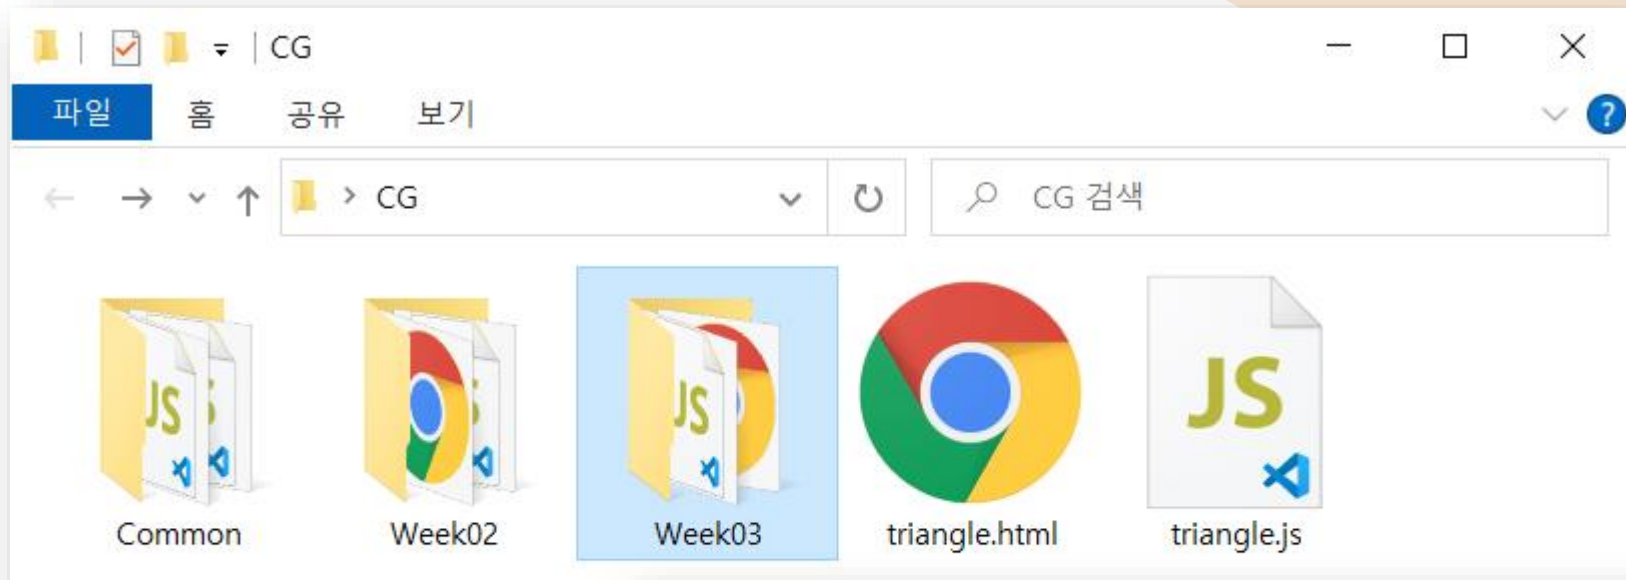 CG
파일 홈 공유 보기 ?
CG CG 검색
JS JS JS
Common Week02 Week03 triangle.html triangle.js